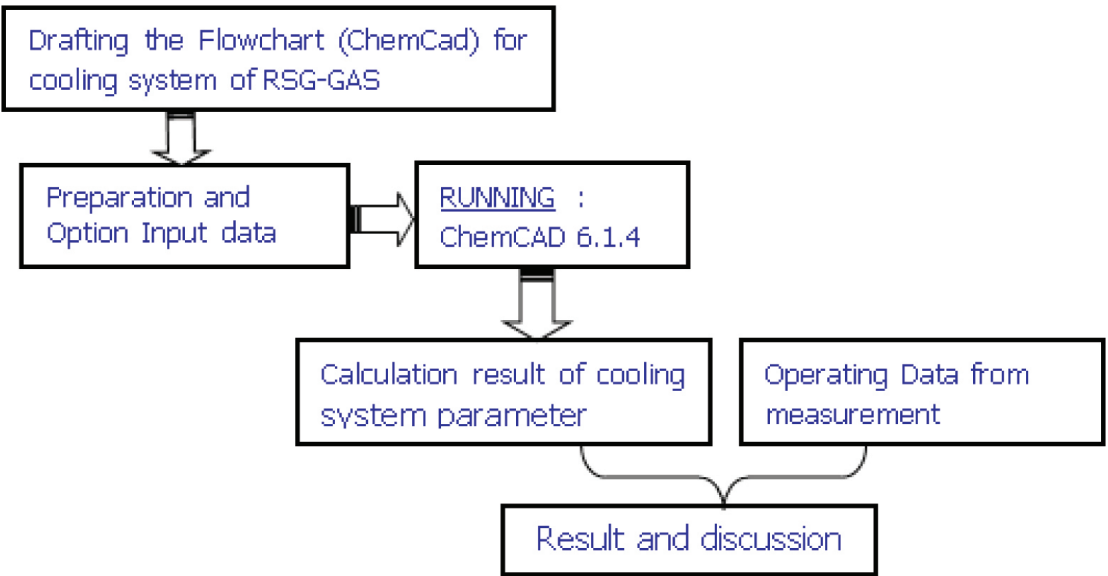 Drafting the Flowchart (ChemCad) for
cooling system of RSG-GAS
Preparation and
Option Input data
RUNNING :
ChemCAD 6.1.4
Calculation result of cooling
system parameter
Operating Data from
measurement
Result and discussion